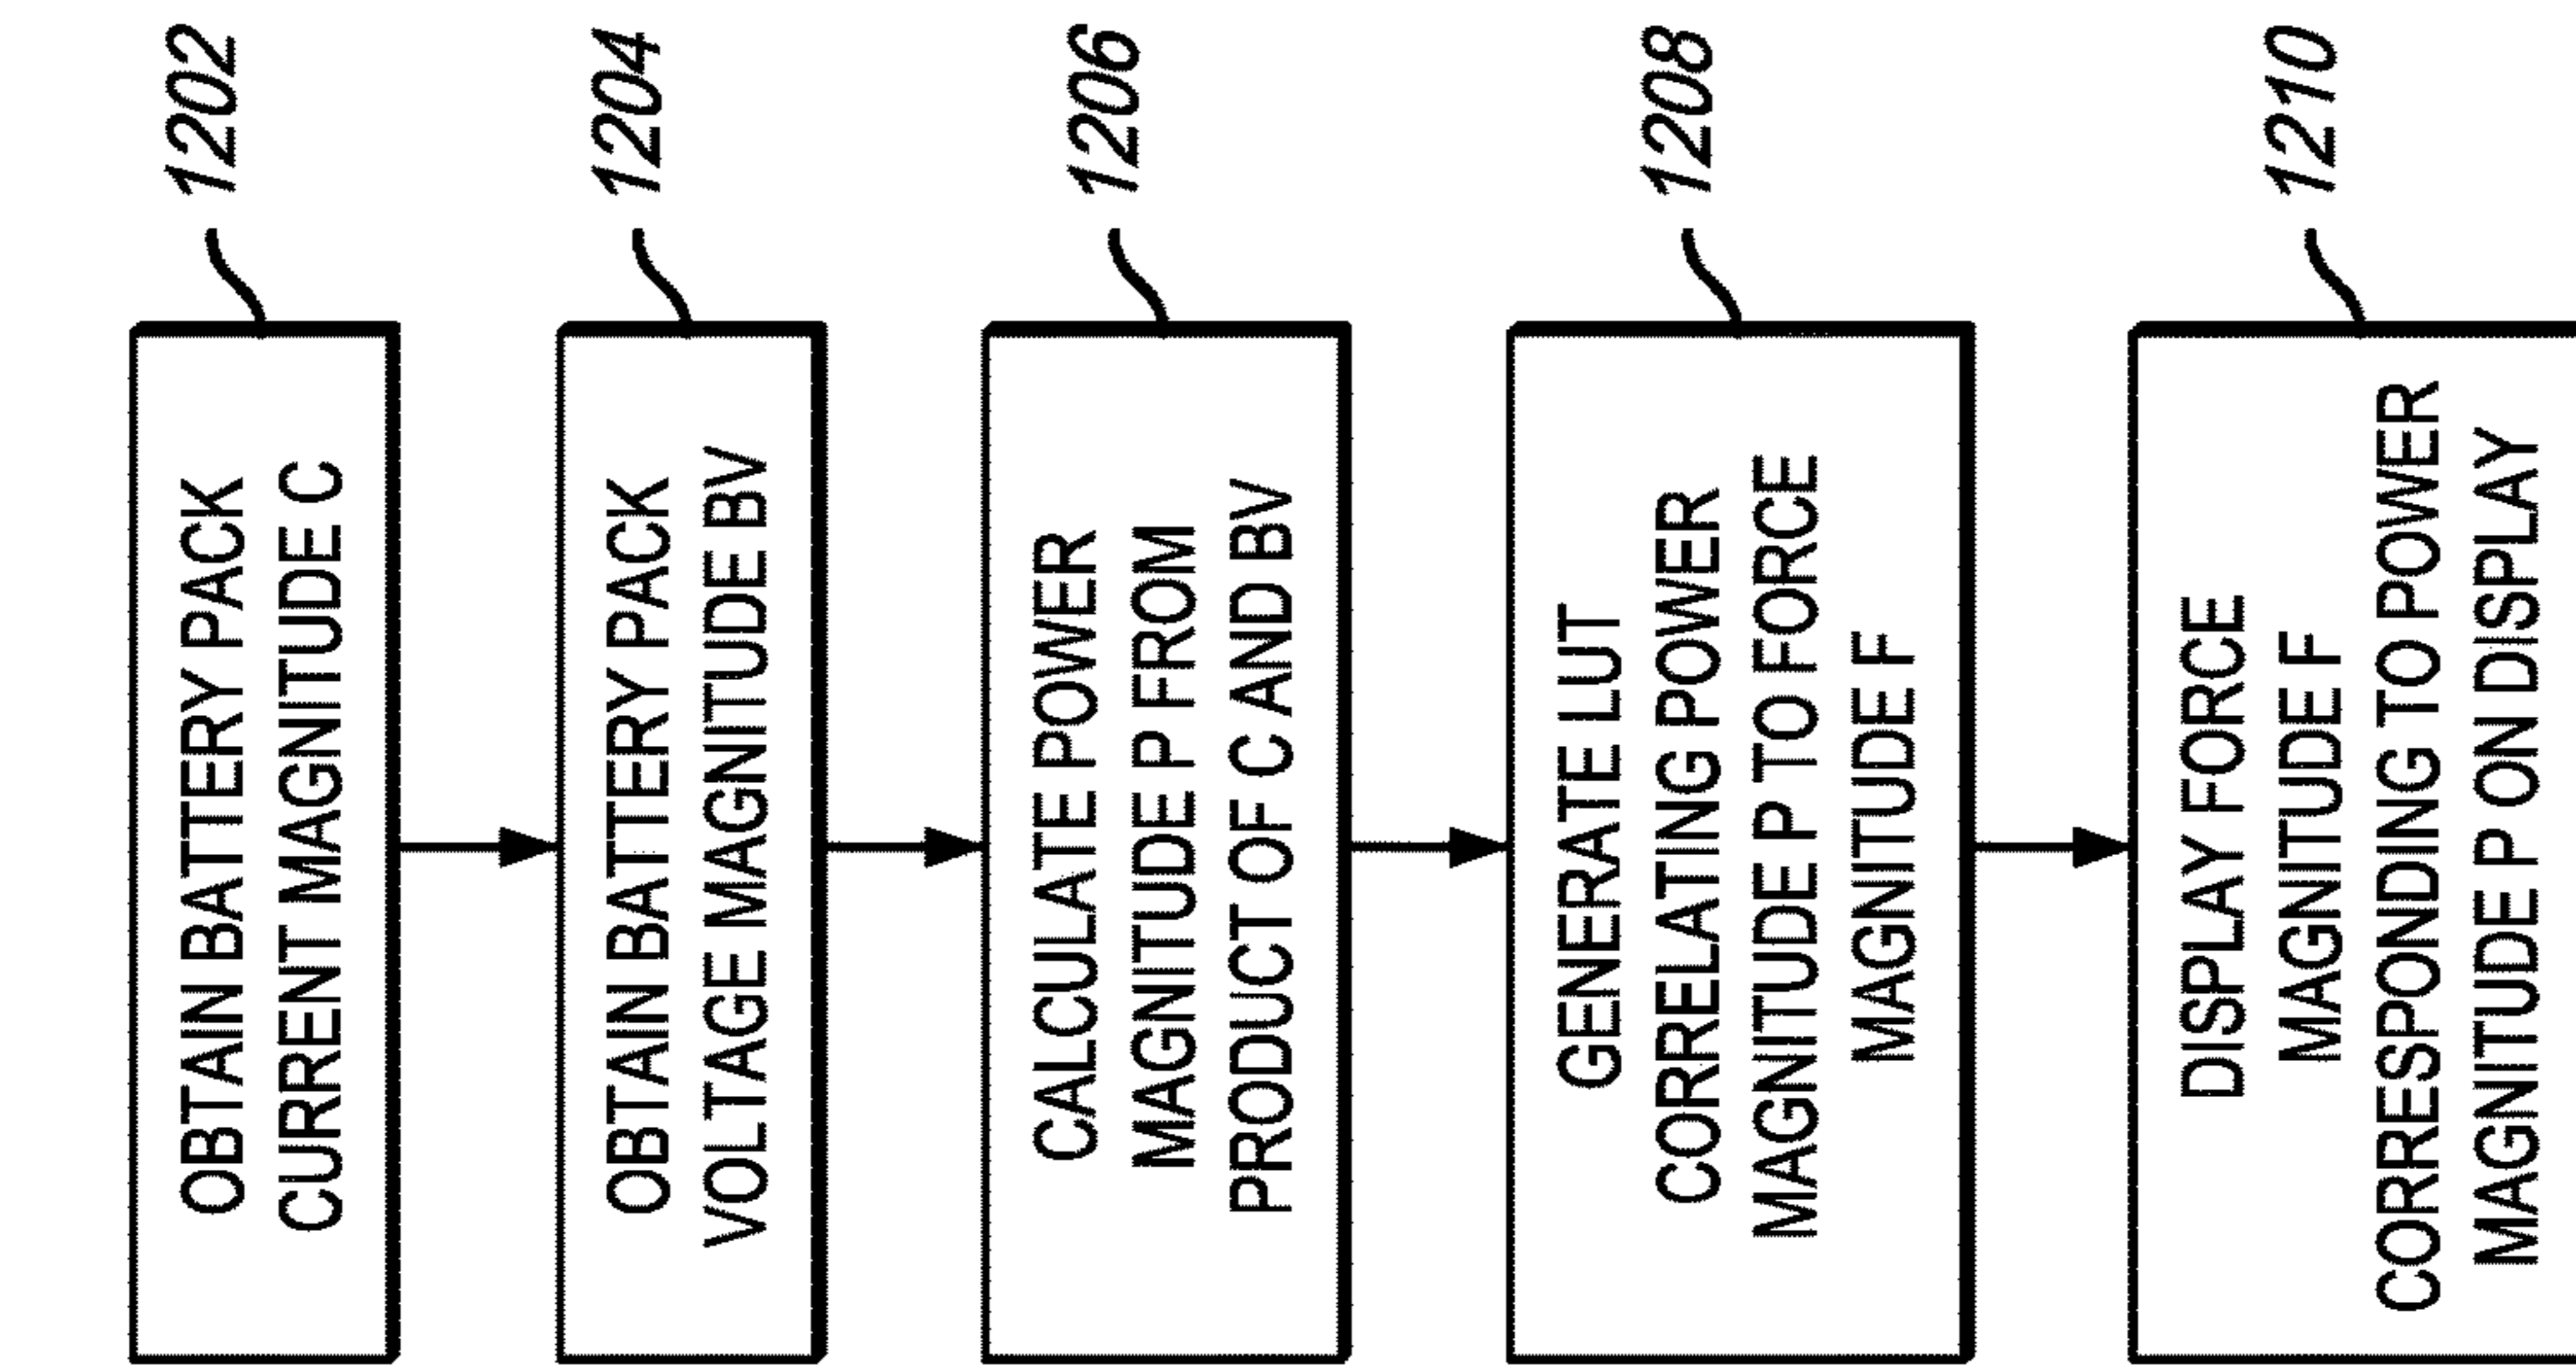 OBTAIN BATTERY PACK
CURRENT MAGNITUDE C
1202
OBTAIN BATTERY PACK
VOLTAGE MAGNITUDE BV
1204
CALCULATE POWER
MAGNITUDE P FROM
PRODUCT OF C AND BV
1206
GENERATE LUT
CORRELATING POWER
MAGNITUDE P TO FORCE
MAGNITUDE F
1208
DISPLAY FORCE
MAGNITUDE F
CORRESPONDING TO POWER
MAGNITUDE P ON DISPLAY
1210